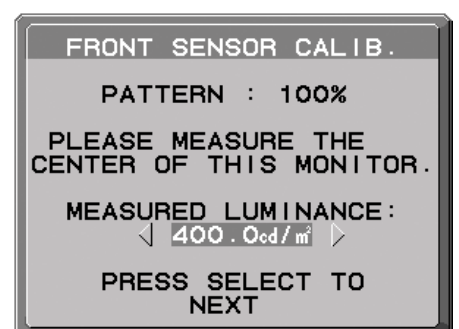 FRONT SENSOR CALIB.
PATTERN : 100%
PLEASE MEASURE THE
CENTER OF THIS MONITOR.
MEASURED LUMINANCE:
◁ 400.0cd/㎡ ▷
PRESS SELECT TO
NEXT